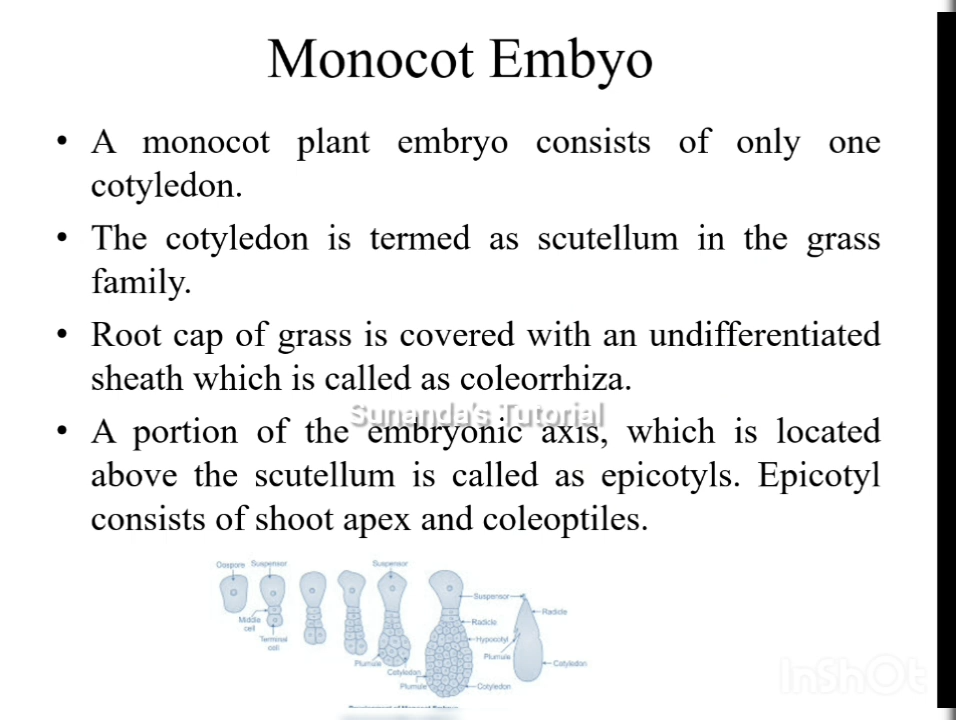 Monocot Embyo
• A monocot plant embryo consists of only one
cotyledon.
• The cotyledon is termed as scutellum in the grass
family.
• Root cap of grass is covered with an undifferentiated
sheath which is called as coleorrhiza.
Sunanda's Tutorial
• A portion of the embryonic axis, which is located
above the scutellum is called as epicotyls. Epicotyl
consists of shoot apex and coleoptiles.
Oospore Suspensor Suspensor
Suspensor
Radicle
Middle
cell
Radicle
Terminal
cell
Hypocotyl
Plumule
Plumule
Cotyledon
Cotyledon
Plumule
Cotyledon
InShOt
Development of Monocot Embryo